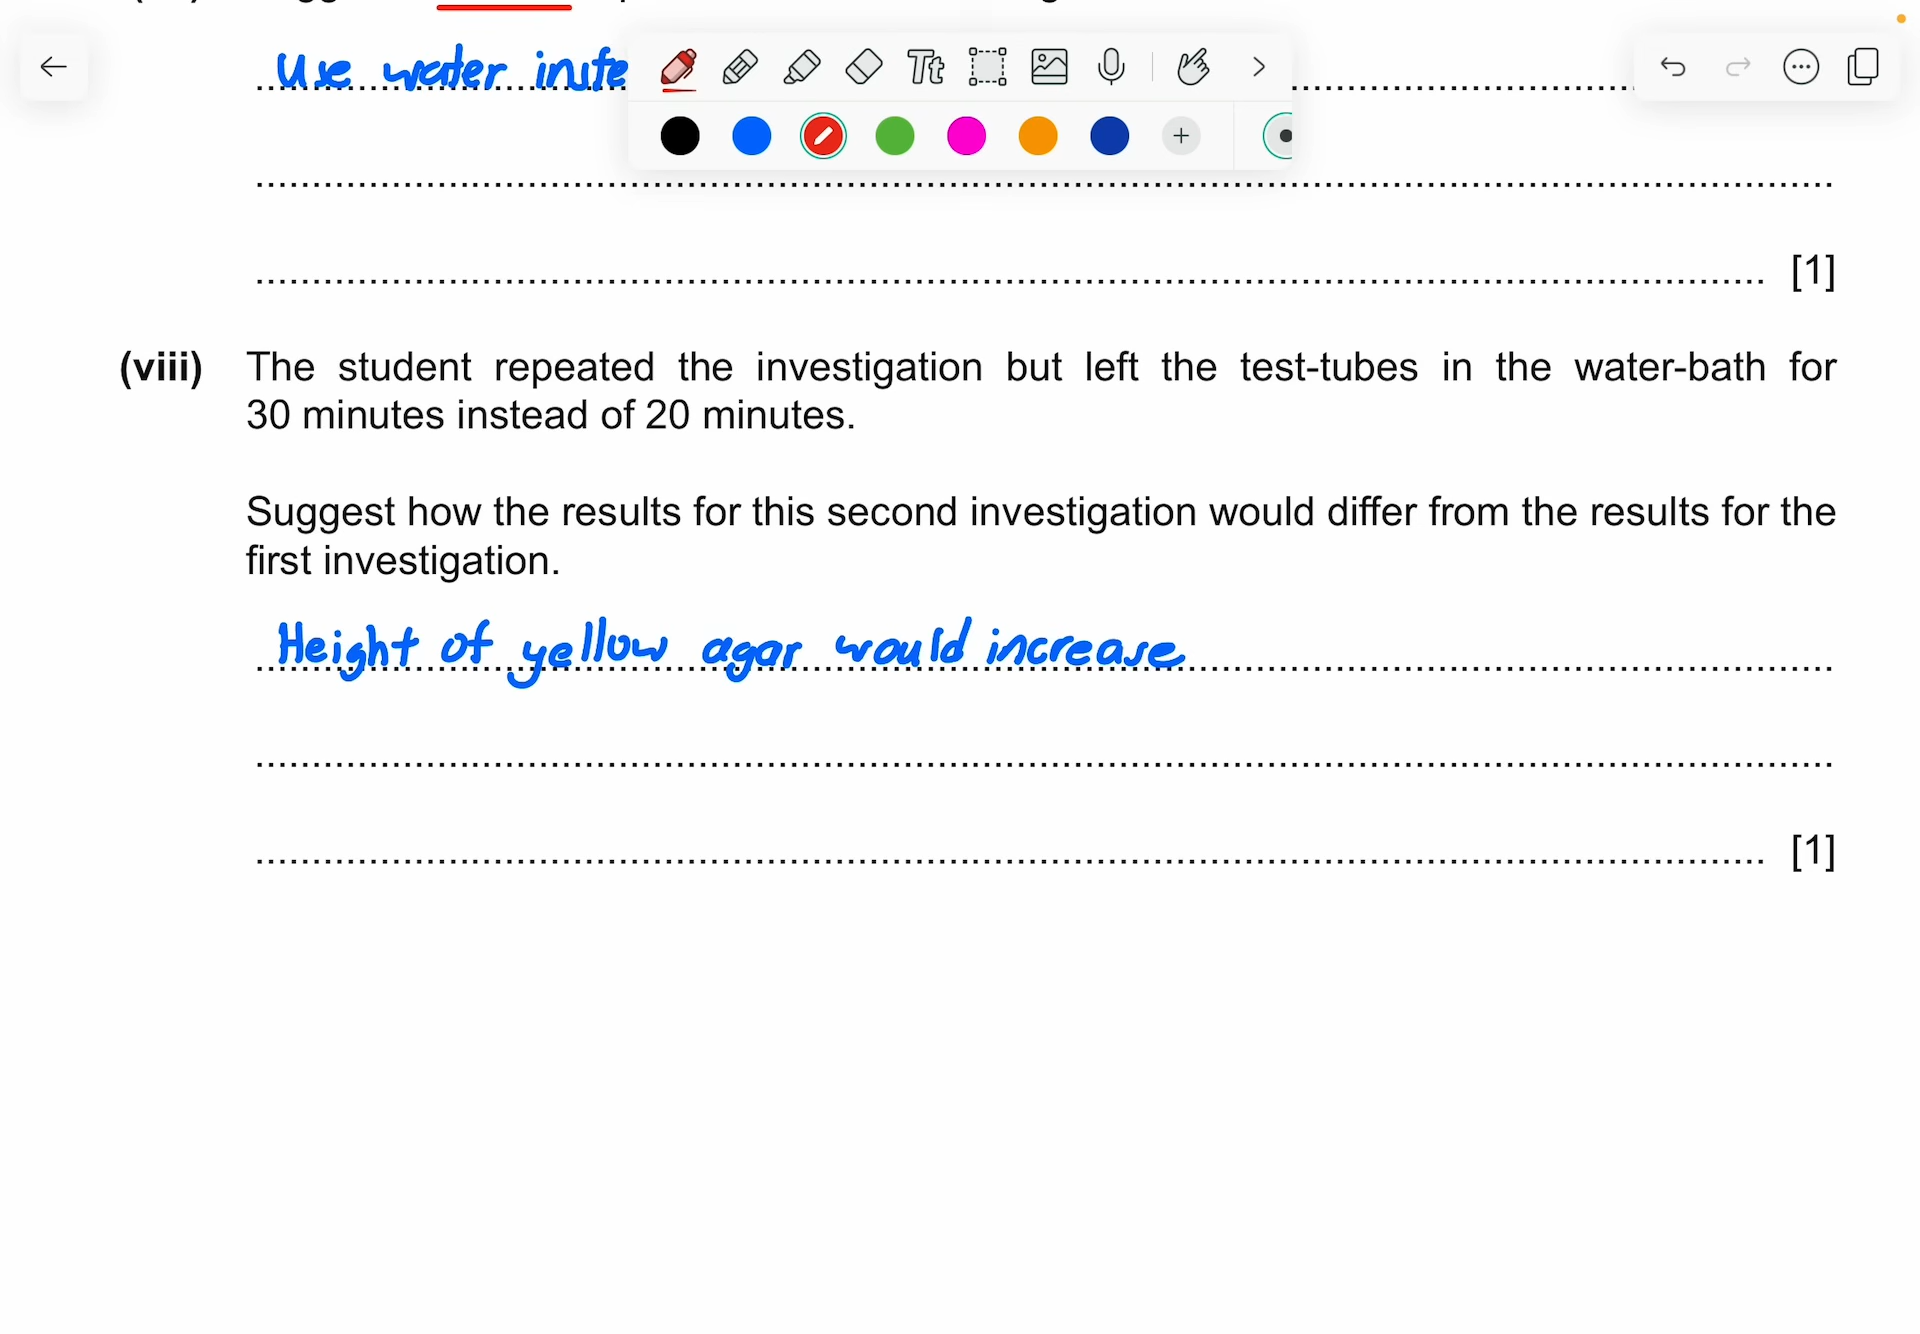 Use water
[1]
(viii) The student repeated the investigation but left the test-tubes in the water-bath for
30 minutes instead of 20 minutes.
Suggest how the results for this second investigation would differ from the results for the
first investigation.
Height of yellow agar would increase
[1]